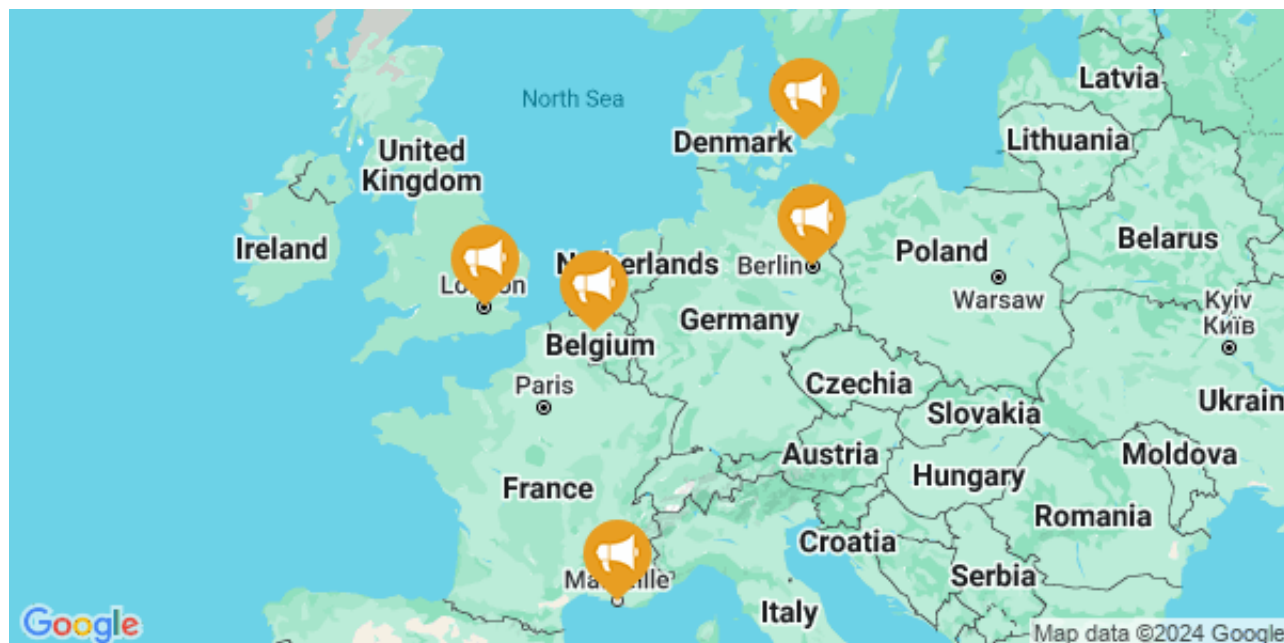 Latvia
North Sea
Denmark
Lithuania
United
Kingdom
Ireland
Belarus
Poland
Berlin
Warsaw
Kyiv
Київ
Germany
Belgium
Paris
Czechia
Slovakia
Ukrain
Austria
Moldova
Hungary
France
Romania
Croatia
Serbia
Italy
Google
Map data ©2024 Google